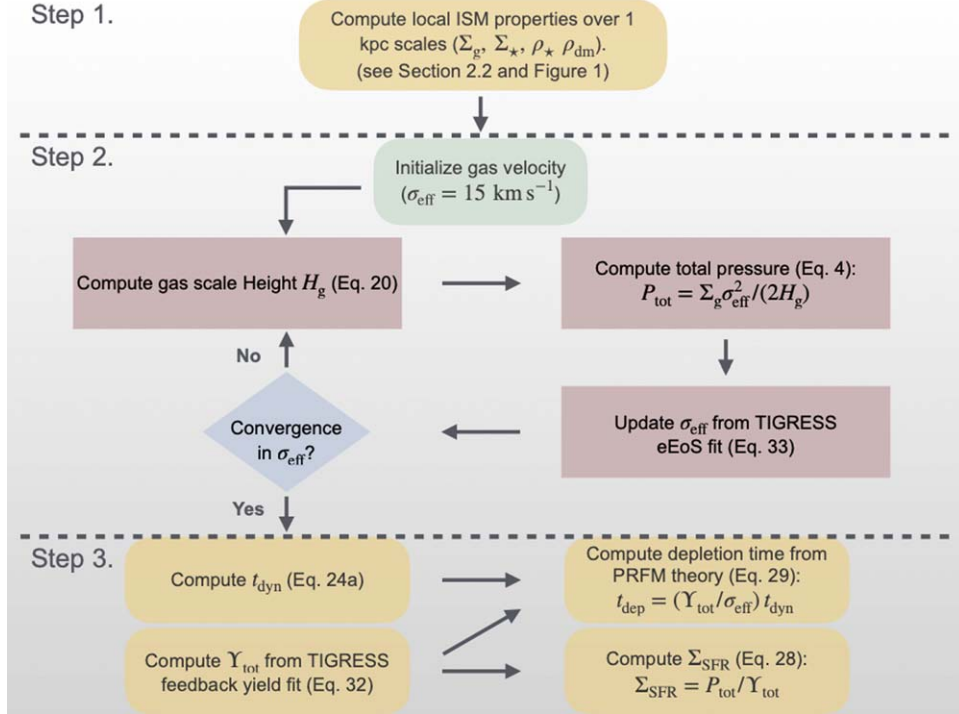 Step 1.
Compute local ISM properties over 1
kpc scales (Σg, Σ⋆, ρ⋆ ρdm).
(see Section 2.2 and Figure 1)
Step 2.
Initialize gas velocity
(σeff = 15 km s⁻¹)
Compute gas scale Height Hg (Eq. 20)
Compute total pressure (Eq. 4):
Ptot = Σgσ²eff/(2Hg)
No
Convergence
in σeff?
Update σeff from TIGRESS
eEoS fit (Eq. 33)
Yes
Step 3.
Compute tdyn (Eq. 24a)
Compute depletion time from
PRFM theory (Eq. 29):
tdep = (Υtot/σeff) tdyn
Compute Υtot from TIGRESS
feedback yield fit (Eq. 32)
Compute ΣSFR (Eq. 28):
ΣSFR = Ptot/Υtot